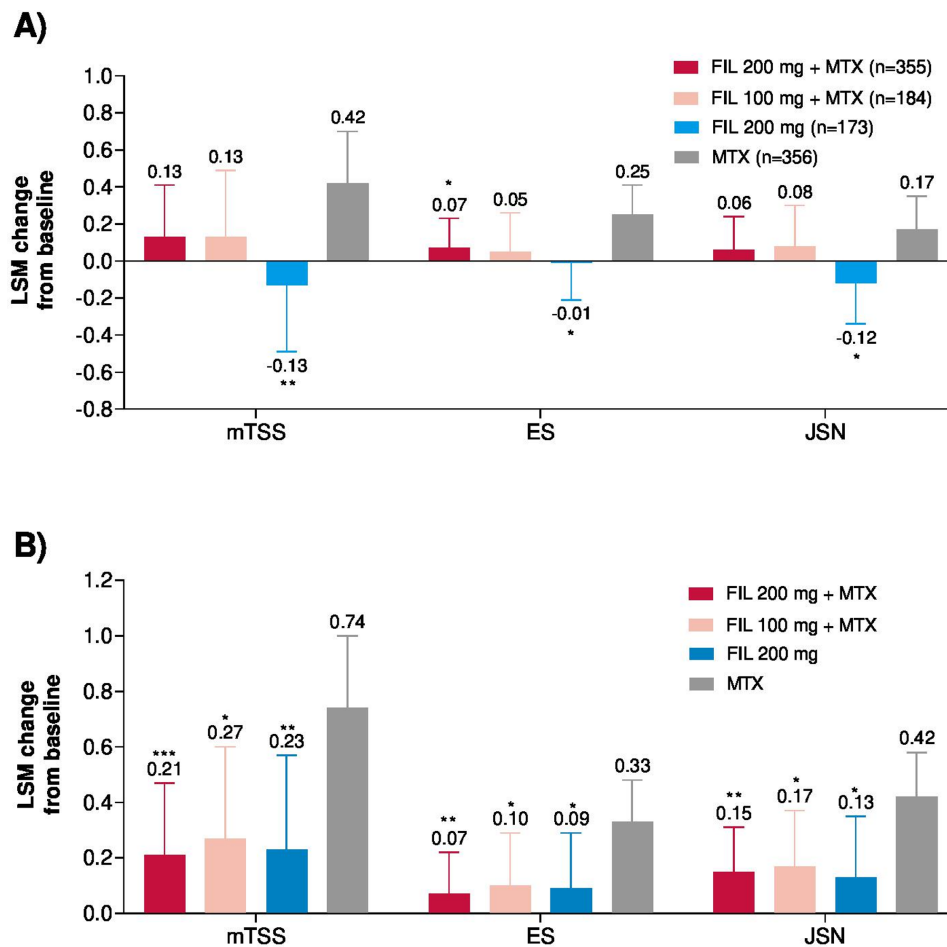 A)
FIL 200 mg + MTX (n=355)
FIL 100 mg + MTX (n=184)
FIL 200 mg (n=173)
MTX (n=356)
LSM change
from baseline
1.0
0.8
0.6
0.4
0.2
0.0
-0.2
-0.4
-0.6
-0.8
0.13
0.13
-0.13
**
0.42
*
0.07
0.05
-0.01
*
0.25
0.06
0.08
-0.12
*
0.17
mTSS
ES
JSN
B)
FIL 200 mg + MTX
FIL 100 mg + MTX
FIL 200 mg
MTX
LSM change
from baseline
1.2
1.0
0.8
0.6
0.4
0.2
0.0
***
0.21
*
0.27
**
0.23
0.74
**
0.07
*
0.10
*
0.09
0.33
**
0.15
*
0.17
*
0.13
0.42
mTSS
ES
JSN